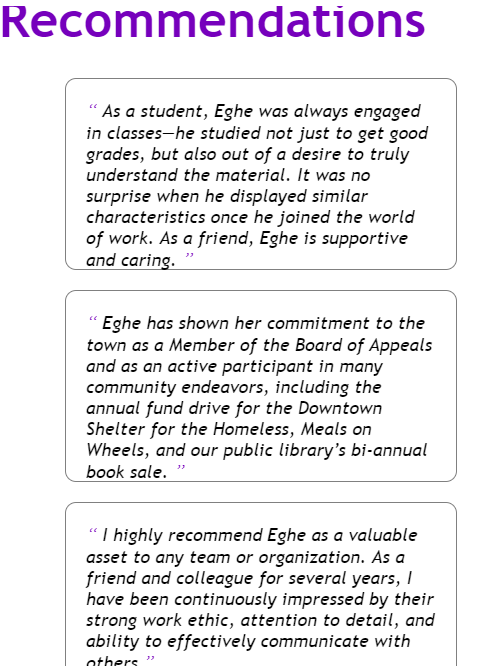 Recommendations
“ As a student, Eghe was always engaged
in classes—he studied not just to get good
grades, but also out of a desire to truly
understand the material. It was no
surprise when he displayed similar
characteristics once he joined the world
of work. As a friend, Eghe is supportive
and caring. ”
“ Eghe has shown her commitment to the
town as a Member of the Board of Appeals
and as an active participant in many
community endeavors, including the
annual fund drive for the Downtown
Shelter for the Homeless, Meals on
Wheels, and our public library’s bi-annual
book sale. ”
“ I highly recommend Eghe as a valuable
asset to any team or organization. As a
friend and colleague for several years, I
have been continuously impressed by their
strong work ethic, attention to detail, and
ability to effectively communicate with
others. ”